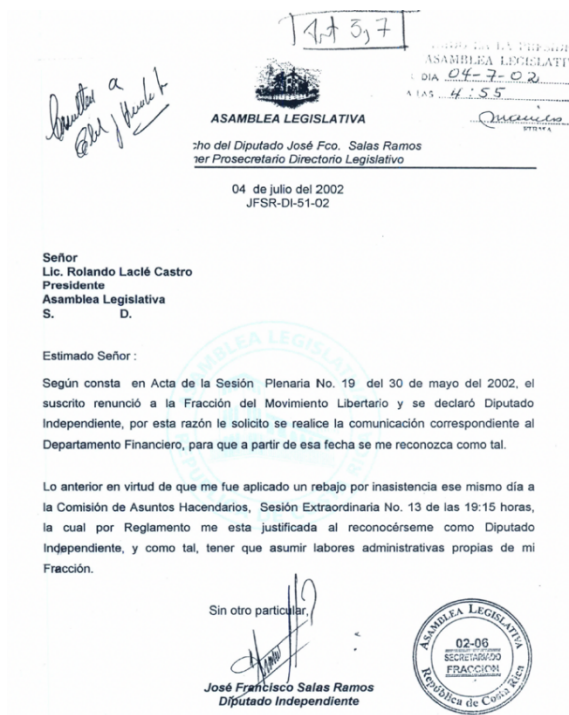 Art 3,7
ASAMBLEA LEGISLATIVA
DIA 04-7-02
A LAS 4:55
Consultar a
ASAMBLEA LEGISLATIVA
cho del Diputado José Fco. Salas Ramos
er Prosecretario Directorio Legislativo
04 de julio del 2002
JFSR-DI-51-02
Señor
Lic. Rolando Laclé Castro
Presidente
Asamblea Legislativa
S. D.
Estimado Señor :
Según consta en Acta de la Sesión Plenaria No. 19 del 30 de mayo del 2002, el
suscrito renunció a la Fracción del Movimiento Libertario y se declaró Diputado
Independiente, por esta razón le solicito se realice la comunicación correspondiente al
Departamento Financiero, para que a partir de esa fecha se me reconozca como tal.
Lo anterior en virtud de que me fue aplicado un rebajo por inasistencia ese mismo día a
la Comisión de Asuntos Hacendarios, Sesión Extraordinaria No. 13 de las 19:15 horas,
la cual por Reglamento me esta justificada al reconocérseme como Diputado
Independiente, y como tal, tener que asumir labores administrativas propias de mi
Fracción.
Sin otro particular,
José Francisco Salas Ramos
Diputado Independiente
ASAMBLEA LEGISLATIVA
02-06
SECRETARIADO
FRACCION
República de Costa Rica